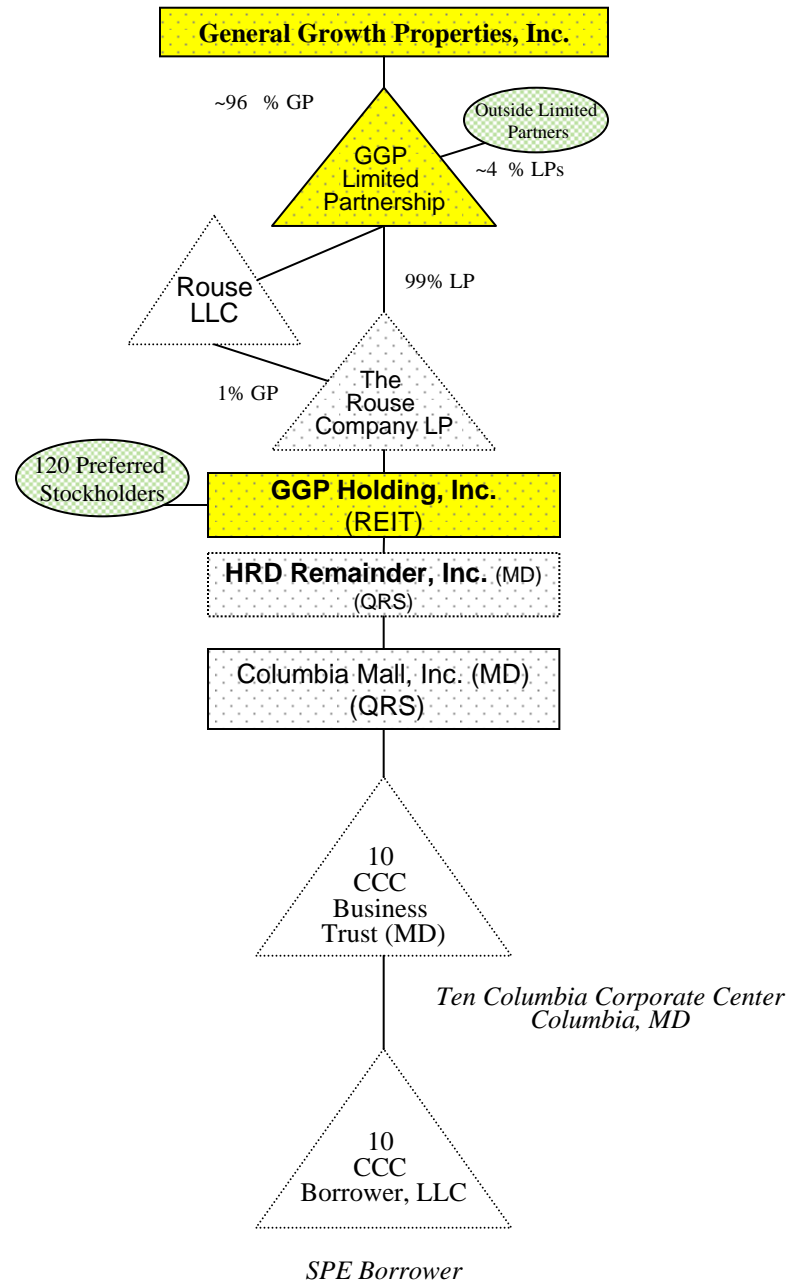 General Growth Properties, Inc.
~96 % GP
Outside Limited
Partners
~4 % LPs
GGP
Limited
Partnership
Rouse
LLC
99% LP
1% GP
The
Rouse
Company LP
120 Preferred
Stockholders
GGP Holding, Inc.
(REIT)
HRD Remainder, Inc. (MD)
(QRS)
Columbia Mall, Inc. (MD)
(QRS)
10
CCC
Business
Trust (MD)
Ten Columbia Corporate Center
Columbia, MD
10
CCC
Borrower, LLC
SPE Borrower